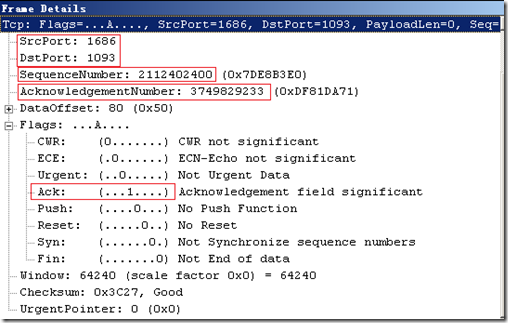 Frame Details
Tcp: Flags=...A...., SrcPort=1686, DstPort=1093, PayloadLen=0, Seq=
SrcPort: 1686
DstPort: 1093
SequenceNumber: 2112402400 (0x7DE8B3E0)
AcknowledgementNumber: 3749829233 (0xDF81DA71)
DataOffset: 80 (0x50)
Flags: ...A....
CWR: (0.......) CWR not significant
ECE: (.0......) ECN-Echo not significant
Urgent: (..0.....) Not Urgent Data
Ack: (...1....) Acknowledgement field significant
Push: (....0...) No Push Function
Reset: (.....0..) No Reset
Syn: (......0.) Not Synchronize sequence numbers
Fin: (.......0) Not End of data
Window: 64240 (scale factor 0x0) = 64240
Checksum: 0x3C27, Good
UrgentPointer: 0 (0x0)